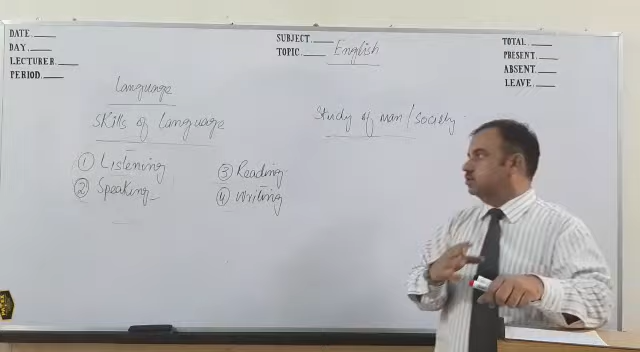 DATE
DAY
LECTURER
PERIOD
SUBJECT
TOPIC English
TOTAL
PRESENT
ABSENT
LEAVE
Language
Skills of Language
① Listening
② Speaking
③ Reading
④ Writing
Study of man / Society